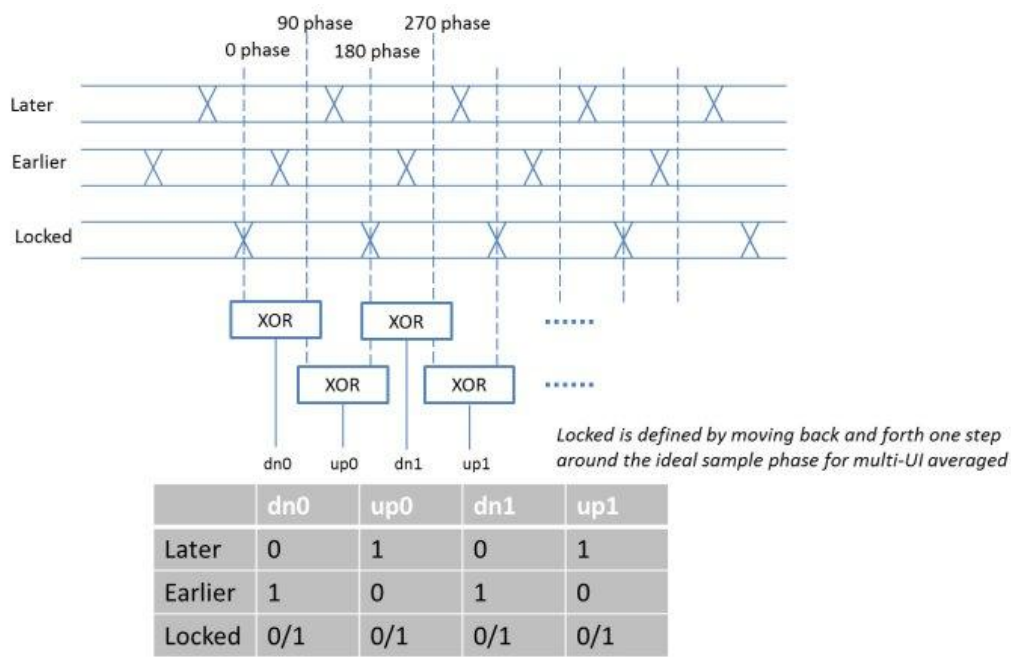 90 phase 270 phase
0 phase 180 phase
Later
Earlier
Locked
XOR XOR
XOR XOR
Locked is defined by moving back and forth one step
dn0 up0 dn1 up1 around the ideal sample phase for multi-UI averaged
dn0 up0 dn1 up1
Later 0 1 0 1
Earlier 1 0 1 0
Locked 0/1 0/1 0/1 0/1